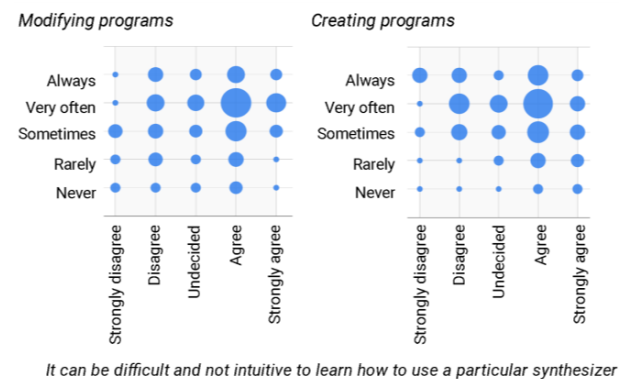 Modifying programs
Always
Very often
Sometimes
Rarely
Never
Strongly disagree
Disagree
Undecided
Agree
Strongly agree
Creating programs
Always
Very often
Sometimes
Rarely
Never
Strongly disagree
Disagree
Undecided
Agree
Strongly agree
It can be difficult and not intuitive to learn how to use a particular synthesizer